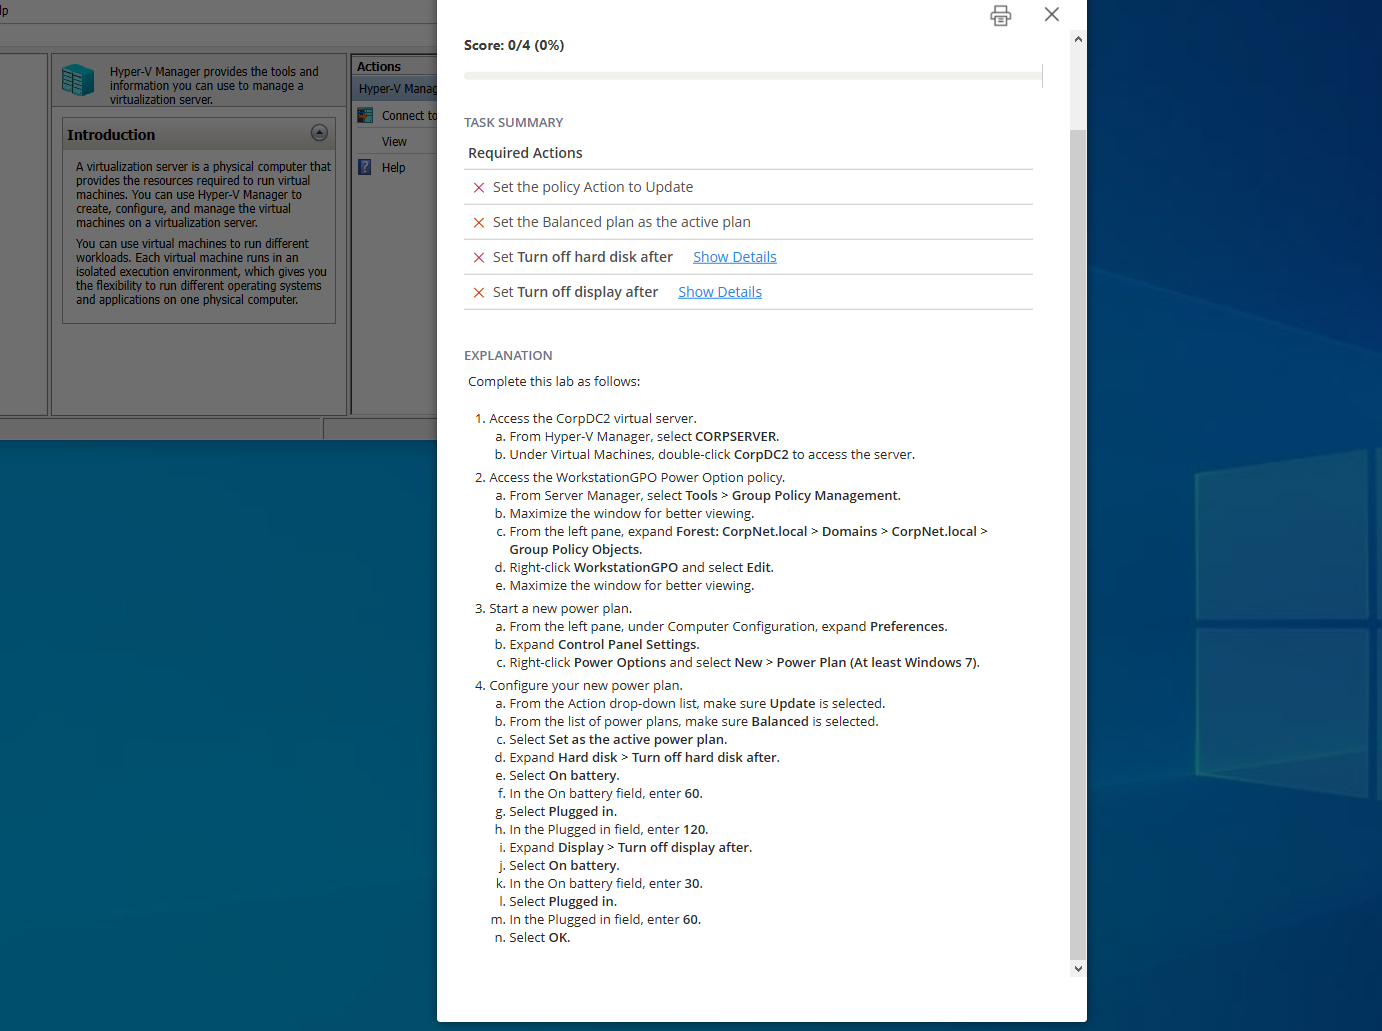 lp
Hyper-V Manager provides the tools and
information you can use to manage a
virtualization server.
Introduction
A virtualization server is a physical computer that
provides the resources required to run virtual
machines. You can use Hyper-V Manager to
create, configure, and manage the virtual
machines on a virtualization server.
You can use virtual machines to run different
workloads. Each virtual machine runs in an
isolated execution environment, which gives you
the flexibility to run different operating systems
and applications on one physical computer.
Actions
Hyper-V Manag
Connect to
View
Help
Score: 0/4 (0%)
TASK SUMMARY
Required Actions
Set the policy Action to Update
Set the Balanced plan as the active plan
Set Turn off hard disk after Show Details
Set Turn off display after Show Details
EXPLANATION
Complete this lab as follows:
1. Access the CorpDC2 virtual server.
a. From Hyper-V Manager, select CORPSERVER.
b. Under Virtual Machines, double-click CorpDC2 to access the server.
2. Access the WorkstationGPO Power Option policy.
a. From Server Manager, select Tools > Group Policy Management.
b. Maximize the window for better viewing.
c. From the left pane, expand Forest: CorpNet.local > Domains > CorpNet.local >
Group Policy Objects.
d. Right-click WorkstationGPO and select Edit.
e. Maximize the window for better viewing.
3. Start a new power plan.
a. From the left pane, under Computer Configuration, expand Preferences.
b. Expand Control Panel Settings.
c. Right-click Power Options and select New > Power Plan (At least Windows 7).
4. Configure your new power plan.
a. From the Action drop-down list, make sure Update is selected.
b. From the list of power plans, make sure Balanced is selected.
c. Select Set as the active power plan.
d. Expand Hard disk > Turn off hard disk after.
e. Select On battery.
f. In the On battery field, enter 60.
g. Select Plugged in.
h. In the Plugged in field, enter 120.
i. Expand Display > Turn off display after.
j. Select On battery.
k. In the On battery field, enter 30.
l. Select Plugged in.
m. In the Plugged in field, enter 60.
n. Select OK.